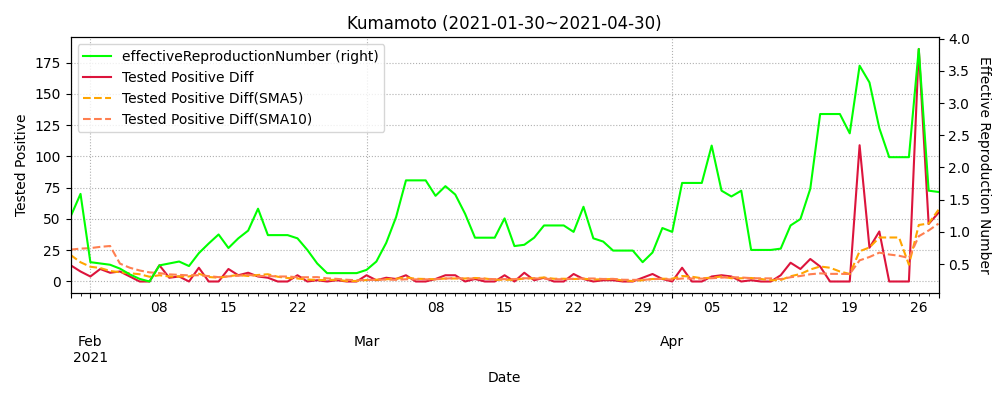 Kumamoto (2021-01-30~2021-04-30)
effectiveReproductionNumber (right)
Tested Positive Diff
Tested Positive Diff(SMA5)
Tested Positive Diff(SMA10)
Tested Positive
175
150
125
100
75
50
25
0
4.0
3.5
3.0
2.5
2.0
1.5
1.0
0.5
Effective Reproduction Number
08 15 22 08 15 22 29 05 12 19 26
Feb Mar Apr
2021
Date